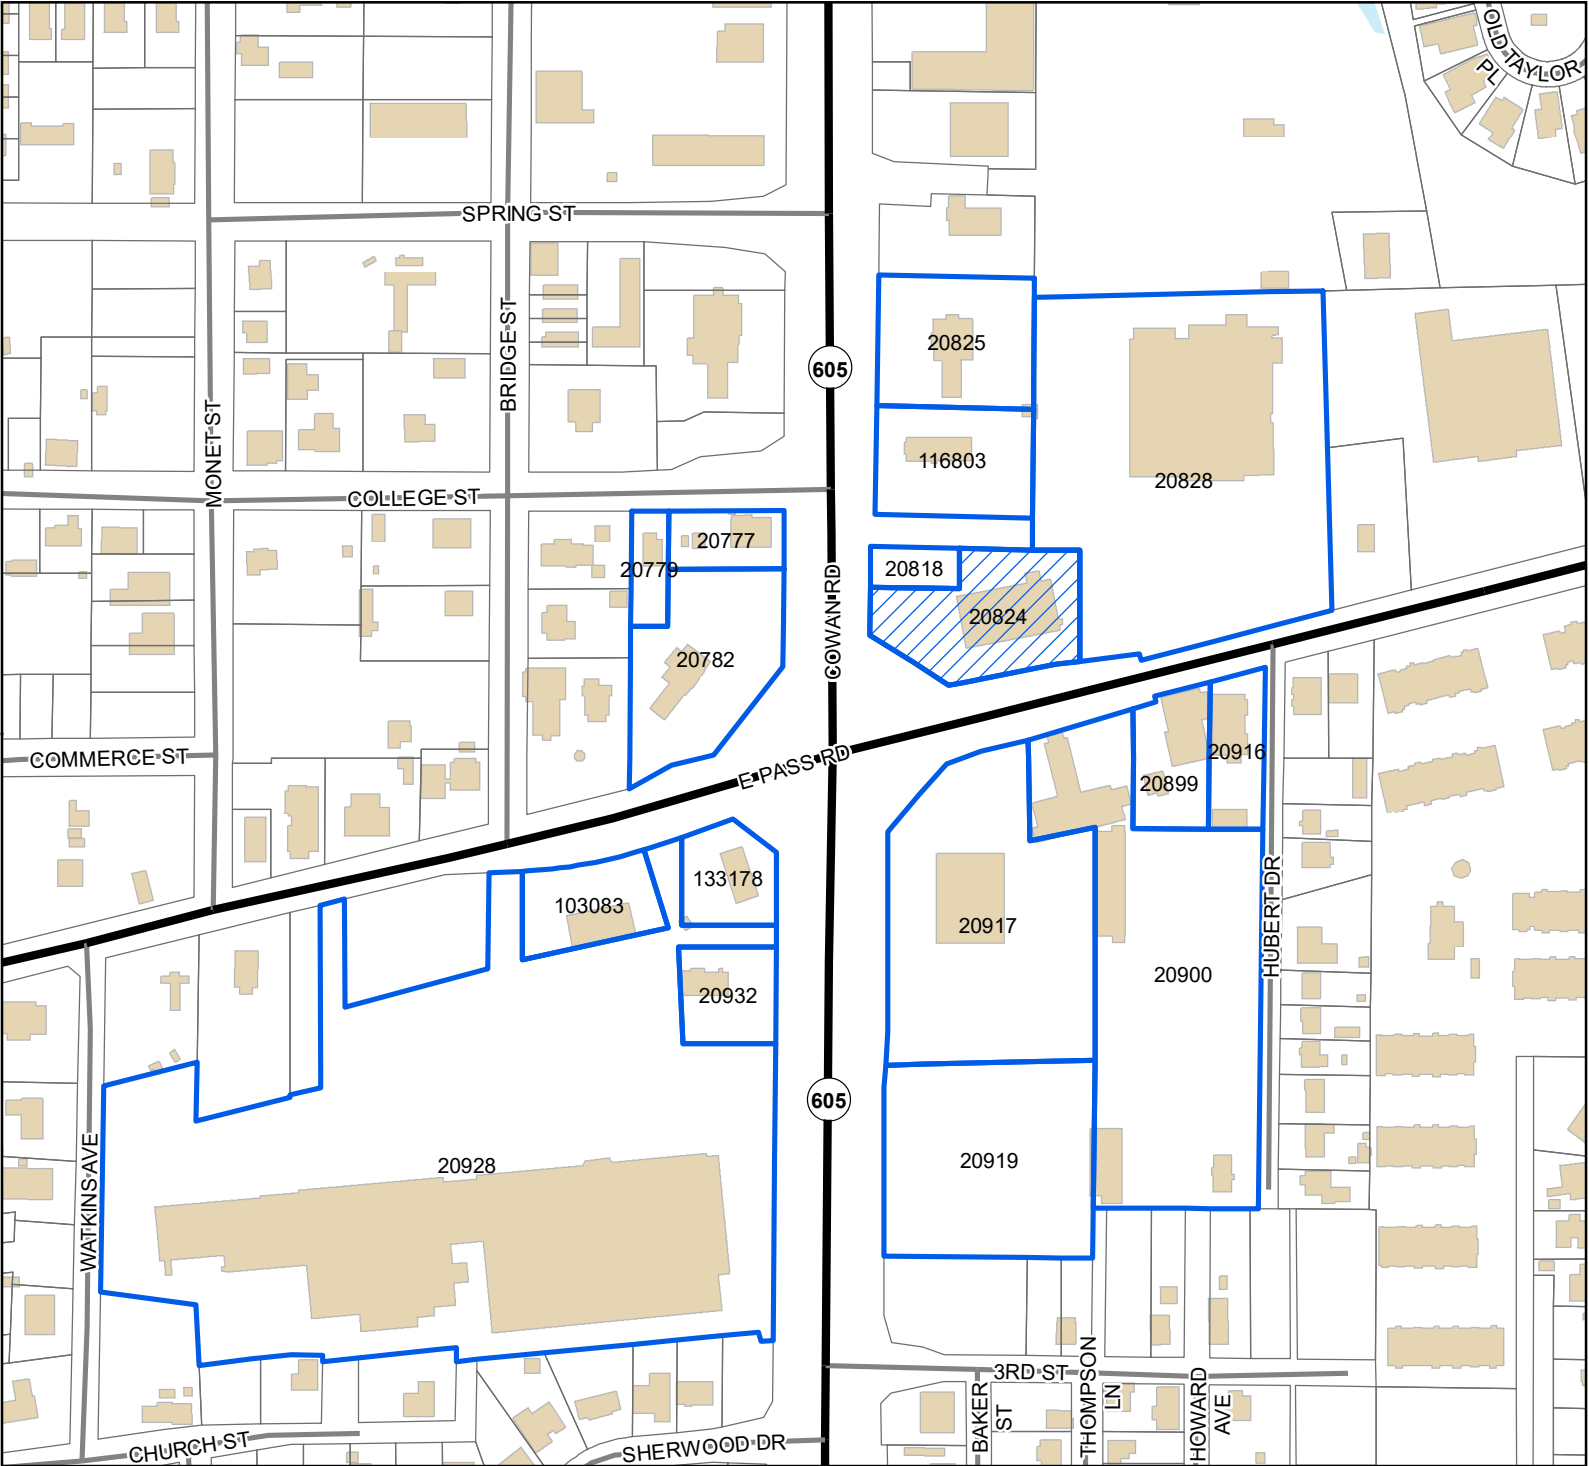 OLD TAYLOR
PL
SPRING ST
BRIDGE ST
605
20825
20828
116803
MONET ST
COLLEGE ST
20777
20779
20818
20824
COWAN RD
20782
COMMERCE ST
E PASS RD
20916
20899
133178
103083
20917
HUBERT DR
20932
20900
605
20928
20919
WATKINS AVE
3RD ST
BAKER
ST
THOMPSON
LN
HOWARD
AVE
CHURCH ST
SHERWOOD DR